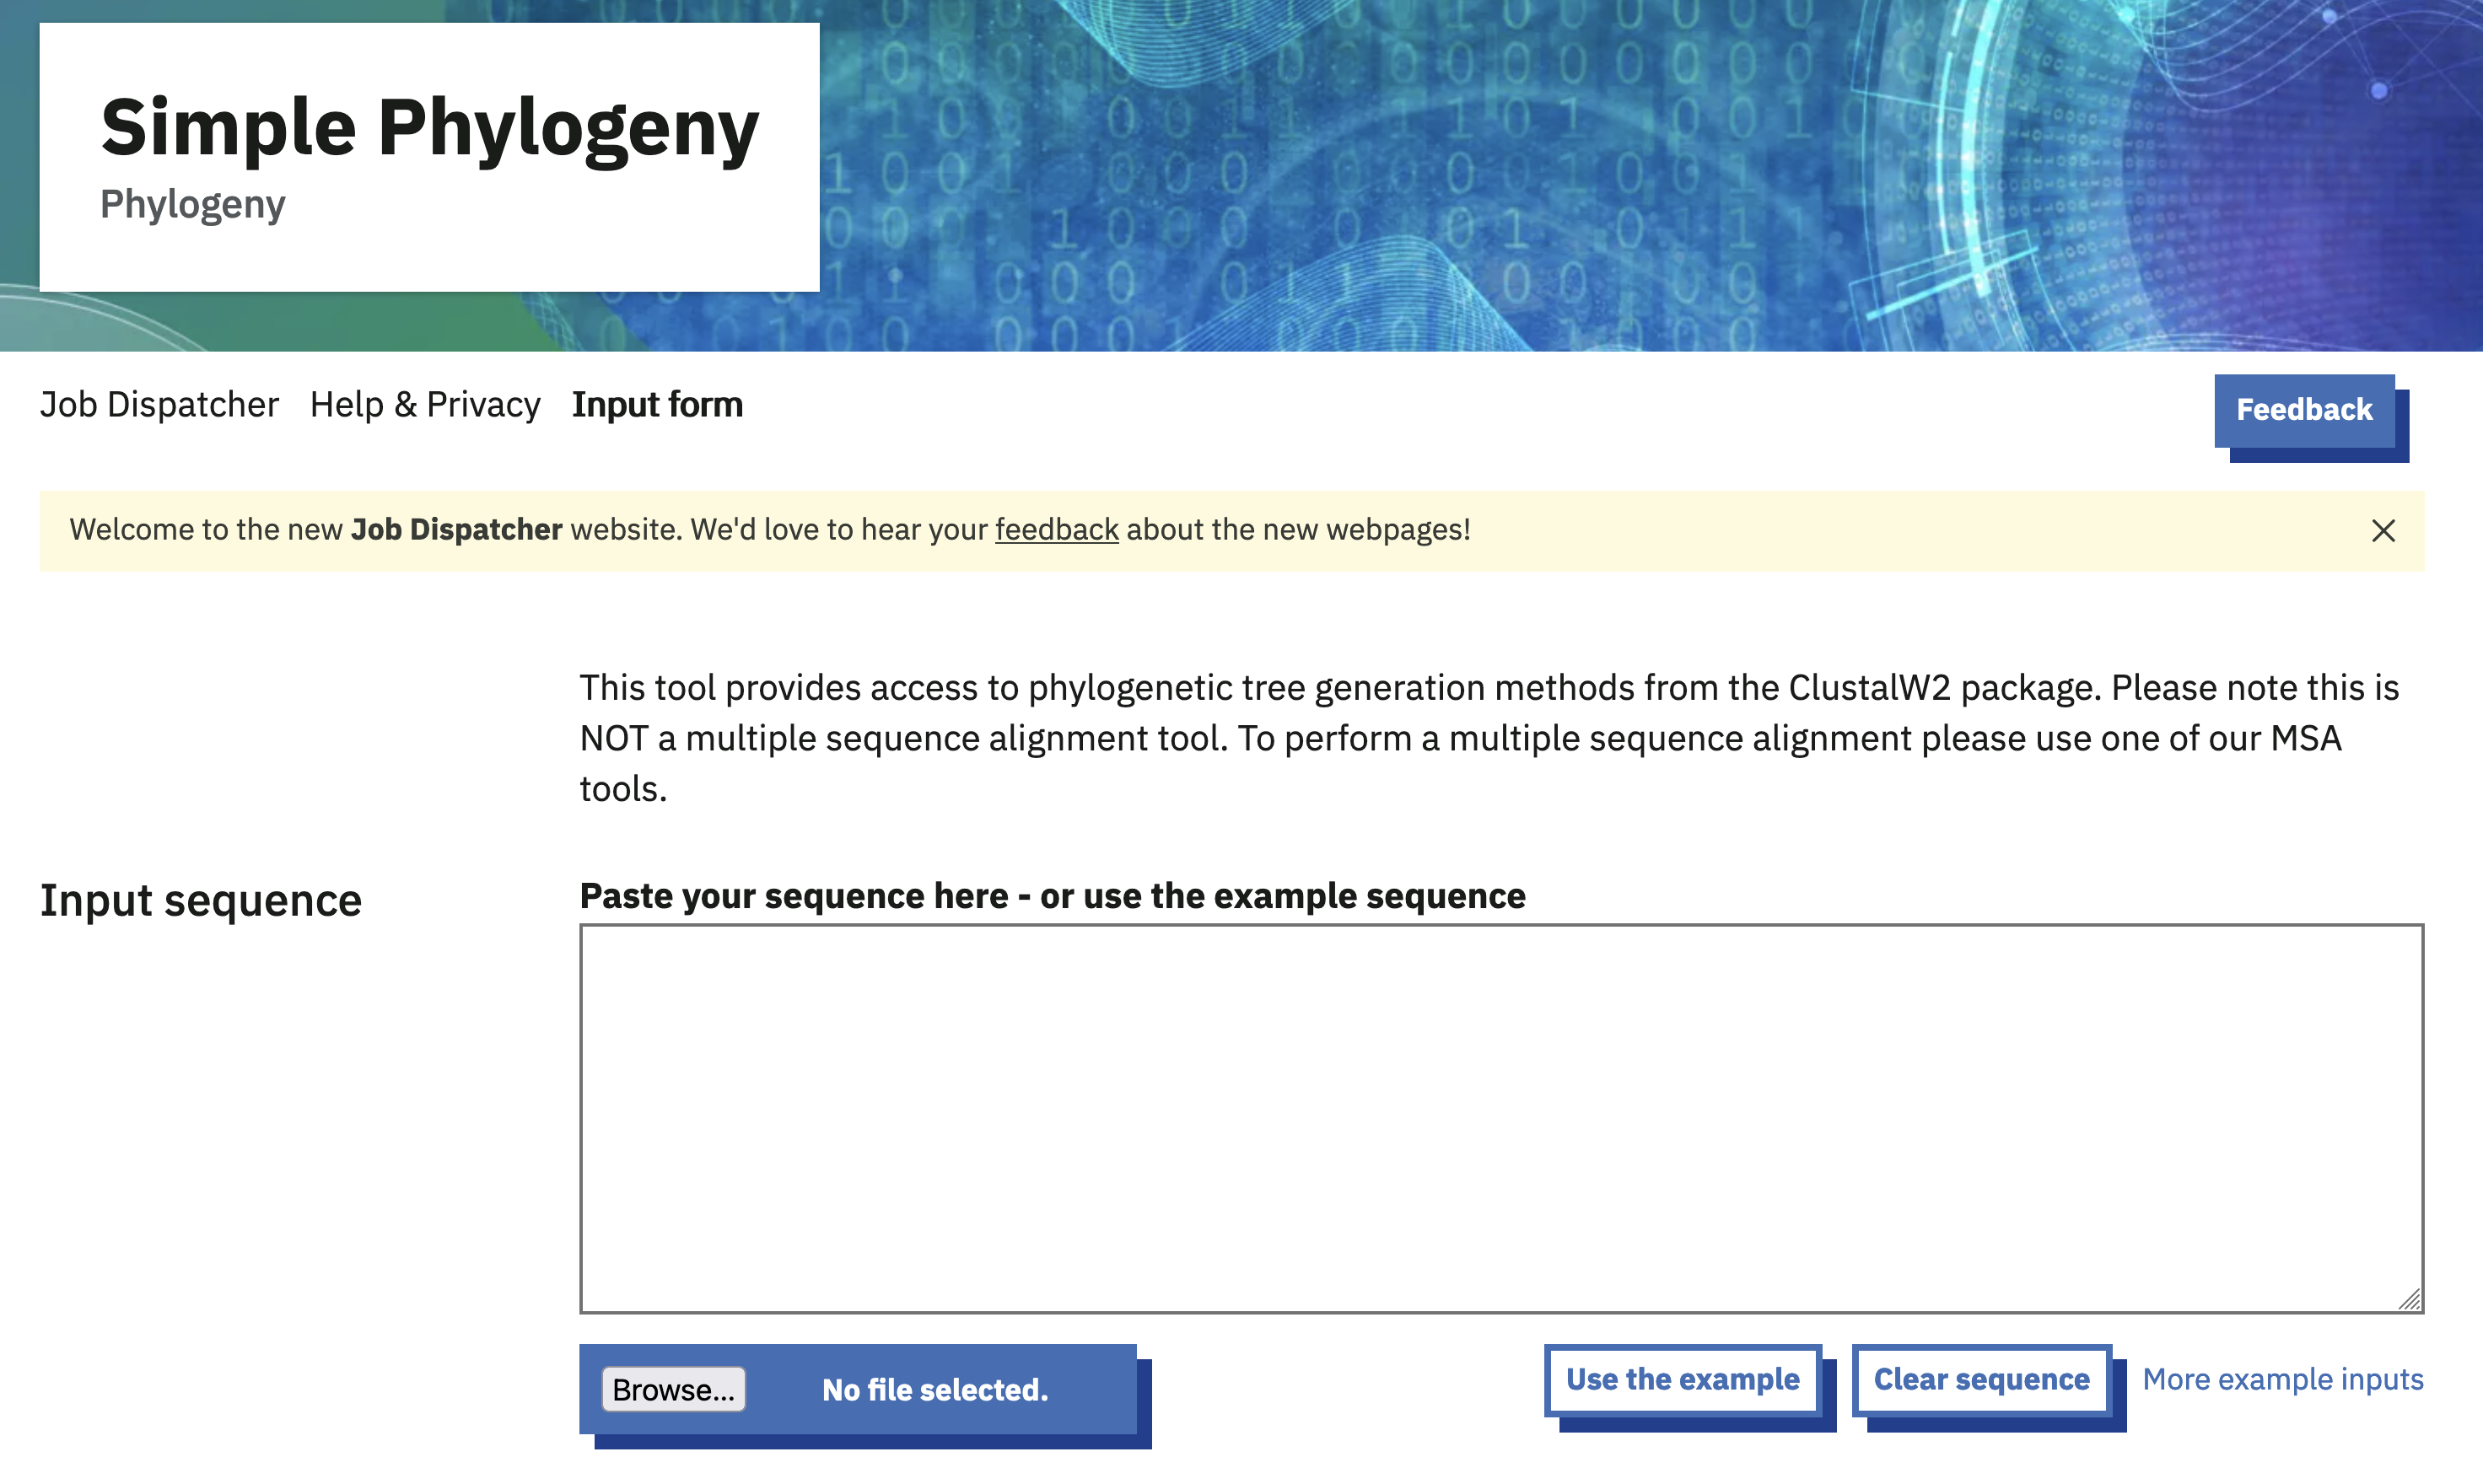 Simple Phylogeny
Phylogeny
Job Dispatcher Help & Privacy Input form
Feedback
Welcome to the new Job Dispatcher website. We'd love to hear your feedback about the new webpages!
This tool provides access to phylogenetic tree generation methods from the ClustalW2 package. Please note this is
NOT a multiple sequence alignment tool. To perform a multiple sequence alignment please use one of our MSA
tools.
Input sequence
Paste your sequence here - or use the example sequence
Browse... No file selected.
Use the example Clear sequence More example inputs